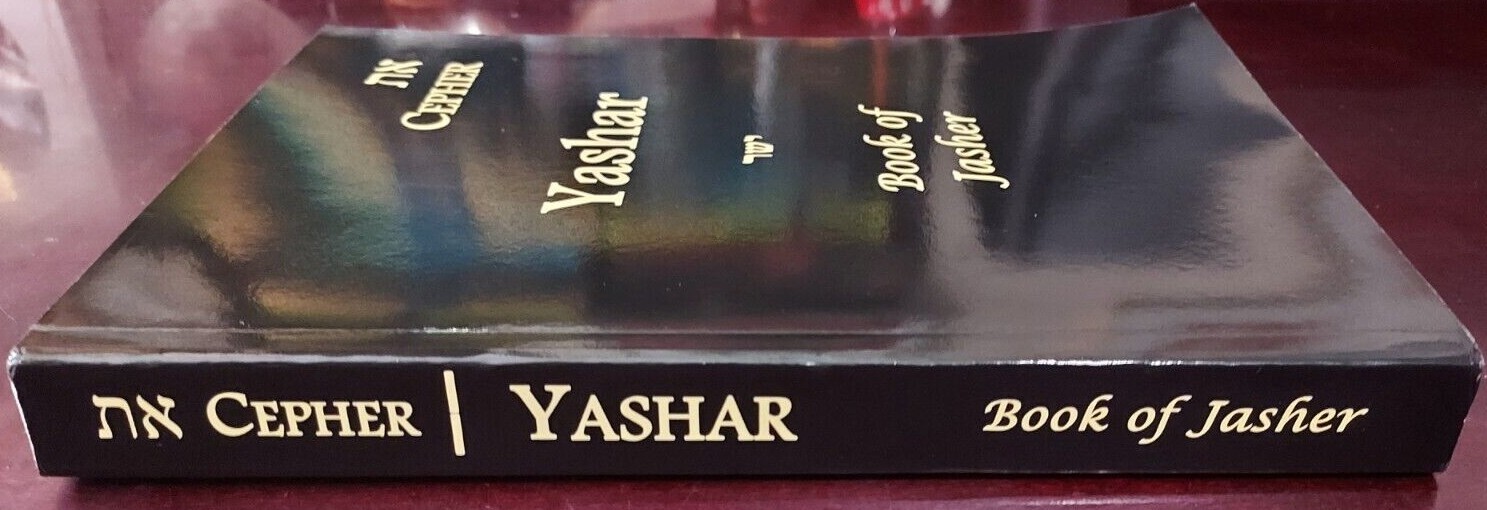 את
CEPHER
Yashar
ישר
Book of
Jasher
את CEPHER | YASHAR Book of Jasher